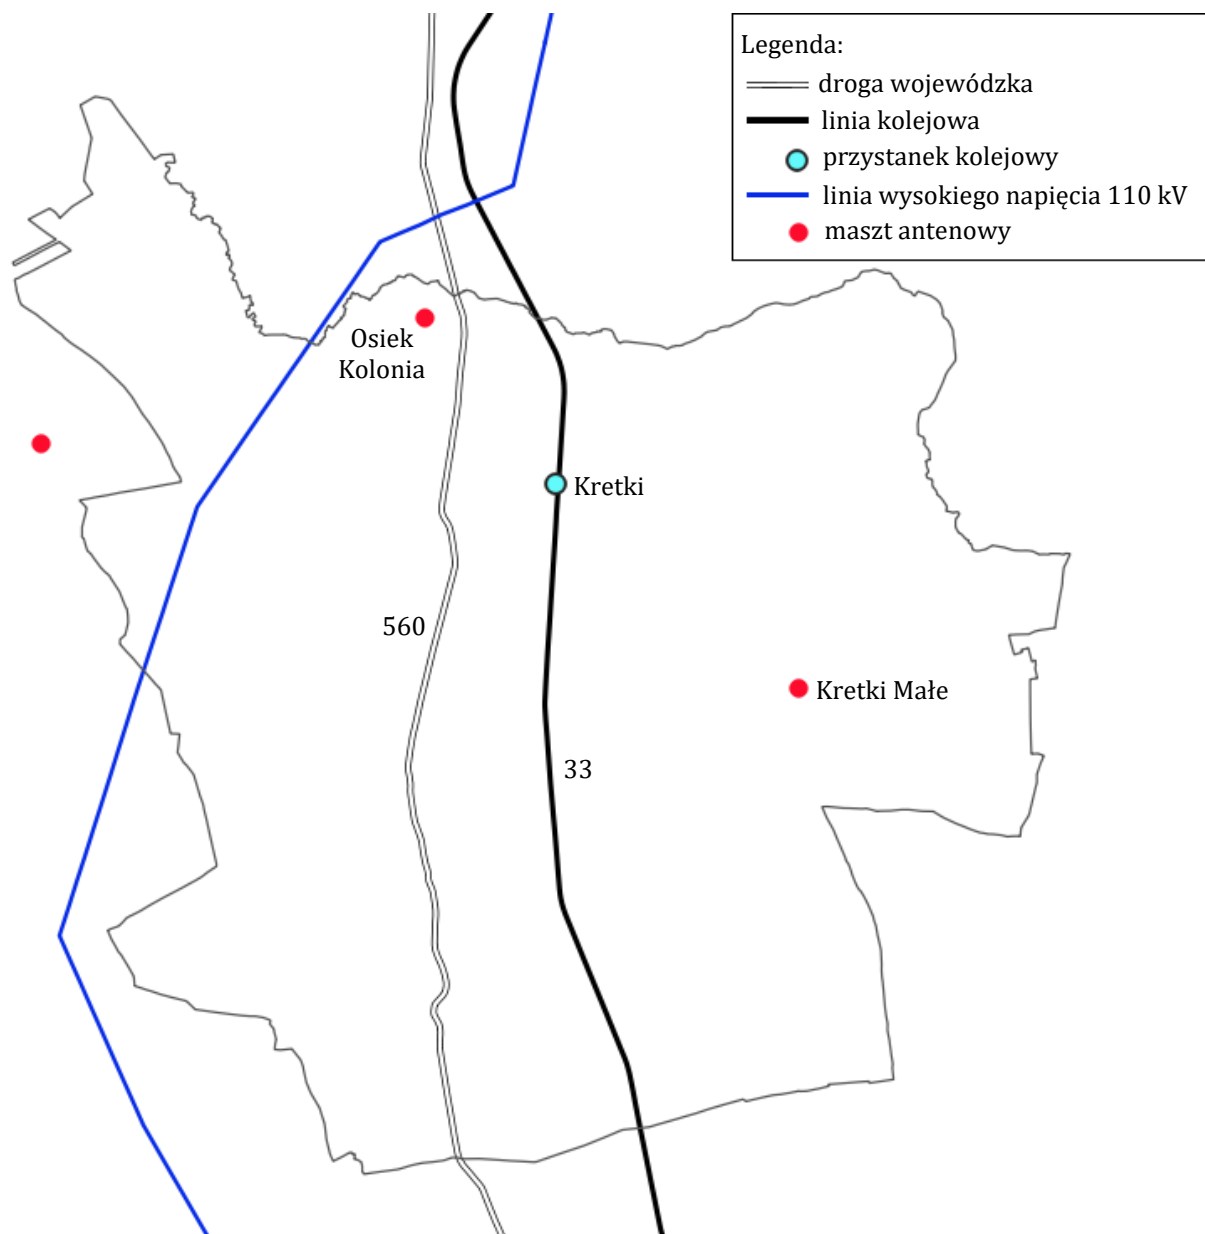 Legenda:
droga wojewódzka
linia kolejowa
przystanek kolejowy
linia wysokiego napięcia 110 kV
maszt antenowy
Osiek
Kolonia
Kretki
560
Kretki Małe
33